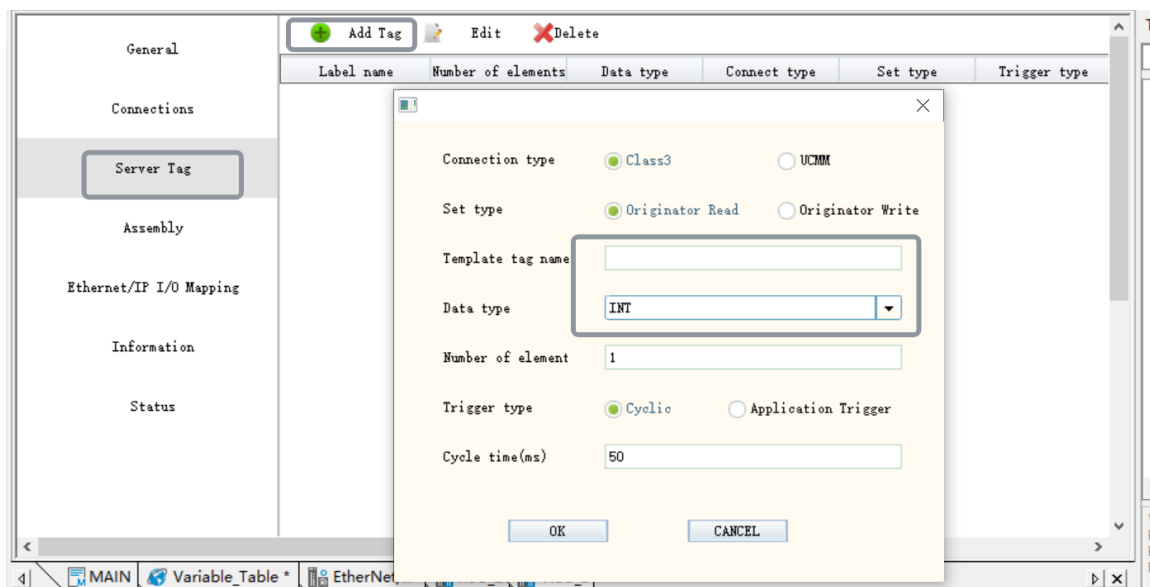 General
Connections
Server Tag
Assembly
Ethernet/IP I/O Mapping
Information
Status
Add Tag Edit Delete
Label name Number of elements Data type Connect type Set type Trigger type
Connection type Class3 UCMM
Set type Originator Read Originator Write
Template tag name
Data type INT
Number of element 1
Trigger type Cyclic Application Trigger
Cycle time(ms) 50
OK CANCEL
MAIN Variable_Table *